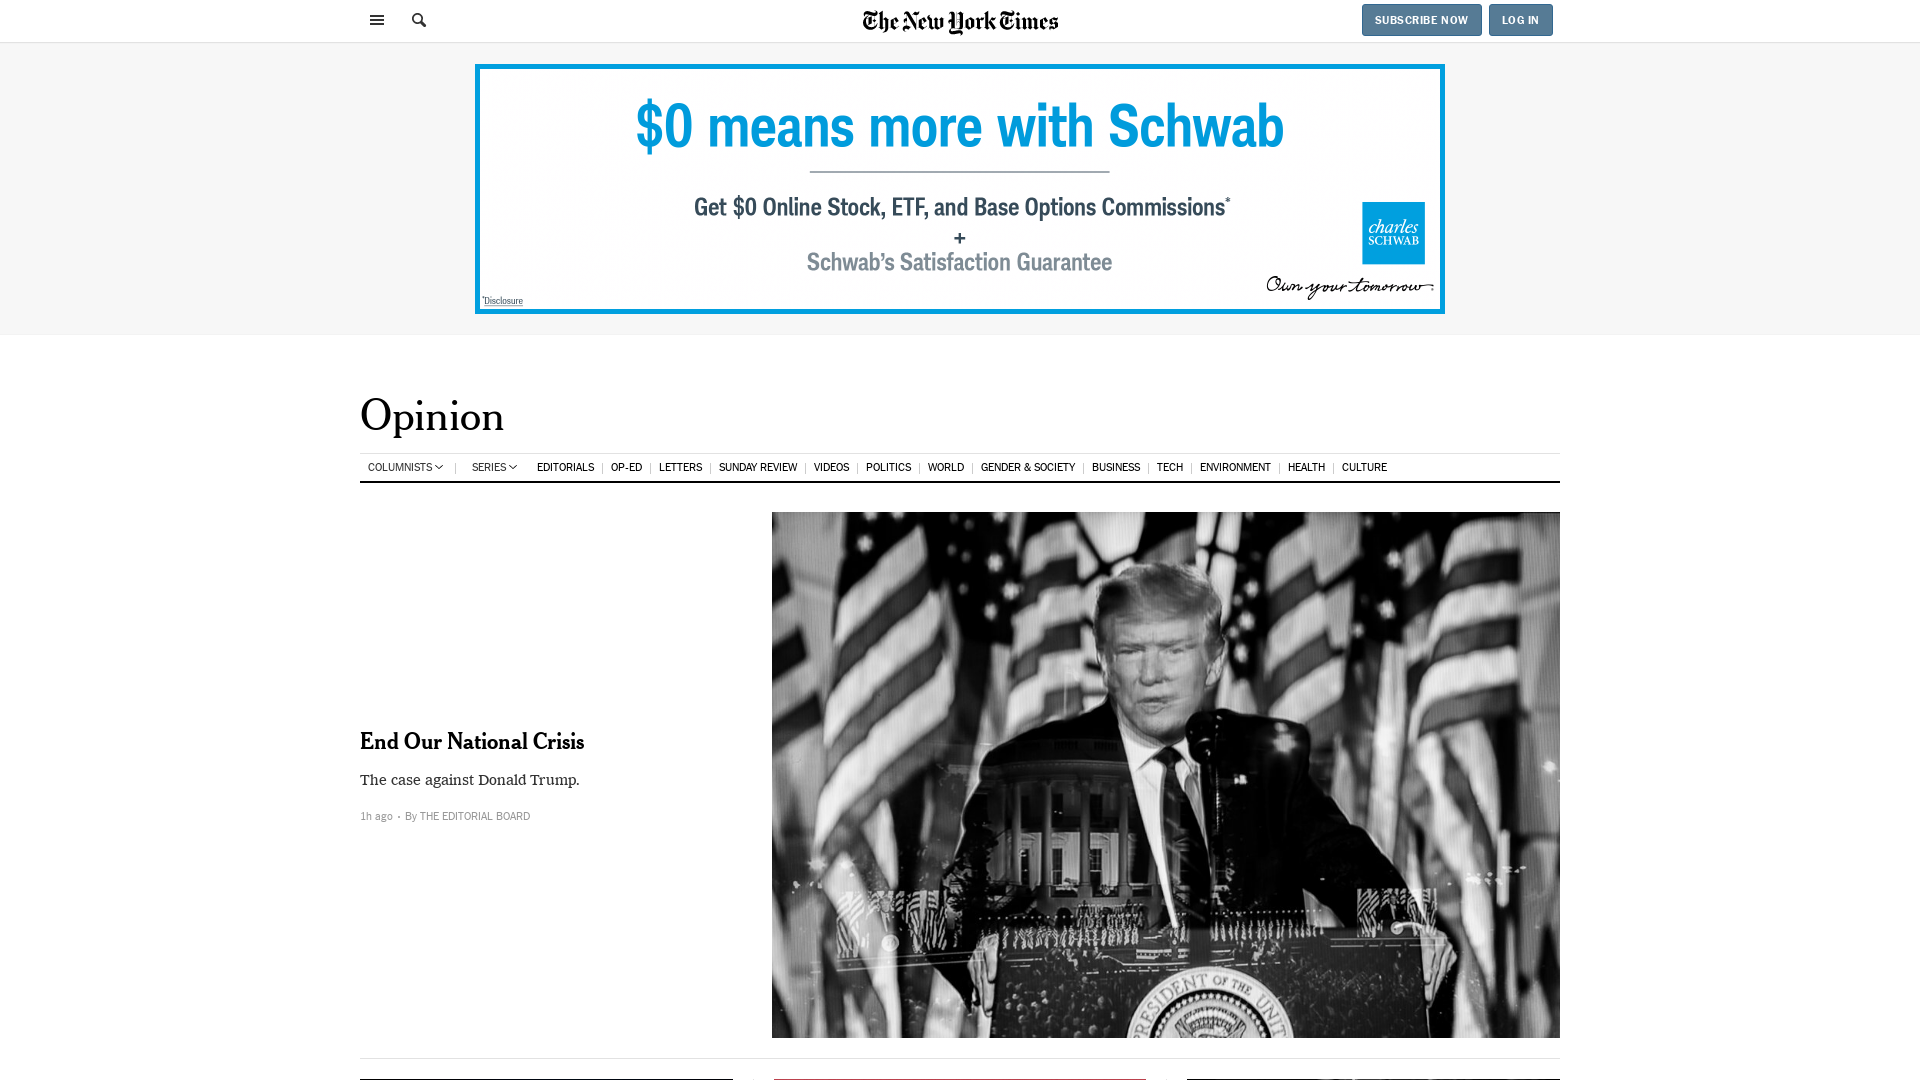 The New York Times
SUBSCRIBE NOW
LOG IN
$0 means more with Schwab
Get $0 Online Stock, ETF, and Base Options Commissions*
+
Schwab's Satisfaction Guarantee
charles
SCHWAB
Own your tomorrow.
*Disclosure
Opinion
COLUMNISTS SERIES EDITORIALS OP-ED LETTERS SUNDAY REVIEW VIDEOS POLITICS WORLD GENDER & SOCIETY BUSINESS TECH ENVIRONMENT HEALTH CULTURE
End Our National Crisis
The case against Donald Trump.
1h ago • By THE EDITORIAL BOARD
PRESIDENT OF THE UNIT